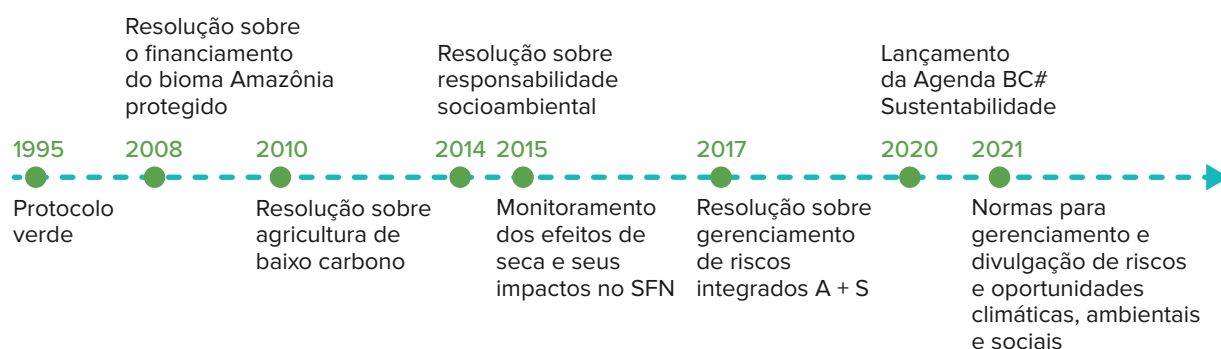 Resolução sobre
o financiamento
do bioma Amazônia
protegido
Resolução sobre
responsabilidade
socioambiental
Lançamento
da Agenda BC#
Sustentabilidade
1995 2008 2010 2014 2015 2017 2020 2021
Protocolo
verde
Resolução sobre
agricultura de
baixo carbono
Monitoramento
dos efeitos de
seca e seus
impactos no SFN
Resolução sobre
gerenciamento
de riscos
integrados A + S
Normas para
gerenciamento e
divulgação de riscos
e oportunidades
climáticas, ambientais
e sociais